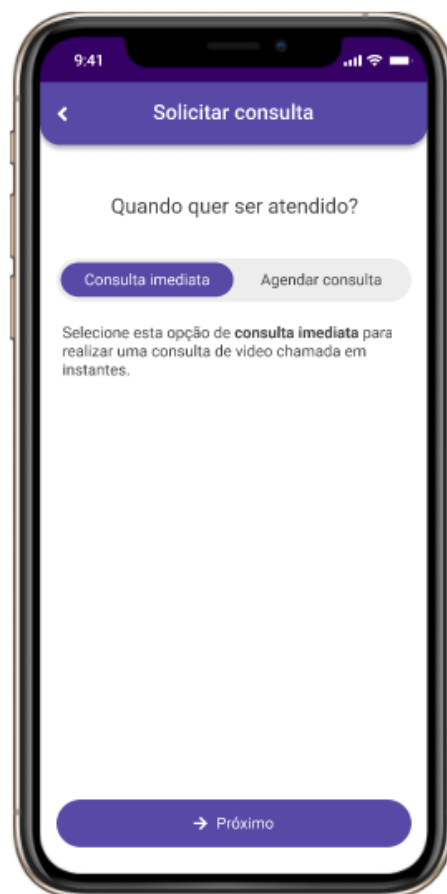 9:41
Solicitar consulta
Quando quer ser atendido?
Consulta imediata
Agendar consulta
Selecione esta opção de consulta imediata para
realizar uma consulta de video chamada em
instantes.
Próximo